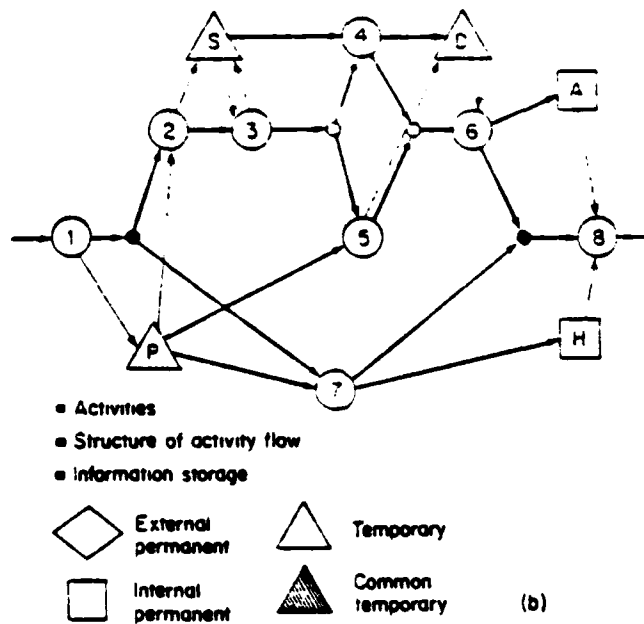 S 4 D
A
2 3 6
1 5 8
P H
7
▪ Activities
▪ Structure of activity flow
▪ Information storage
External permanent
Temporary
Internal permanent
Common temporary
(b)